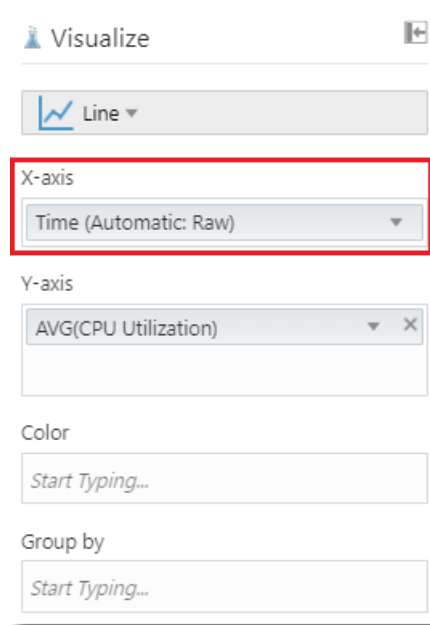 Visualize
Line
X-axis
Time (Automatic: Raw)
Y-axis
AVG(CPU Utilization)
Color
Start Typing...
Group by
Start Typing...